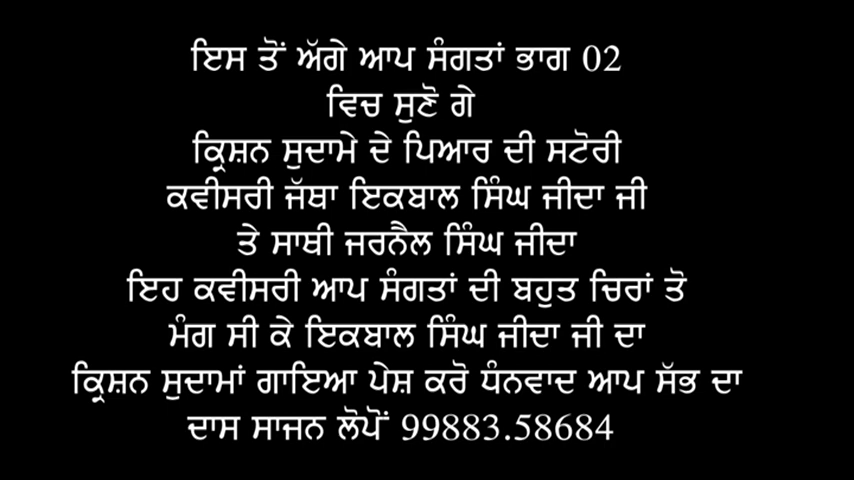 ਇਸ ਤੋਂ ਅੱਗੇ ਆਪ ਸੰਗਤਾਂ ਭਾਗ 02
ਵਿਚ ਸੁਣੋ ਗੇ
ਕ੍ਰਿਸ਼ਨ ਸੁਦਾਮੇ ਦੇ ਪਿਆਰ ਦੀ ਸਟੋਰੀ
ਕਵੀਸਰੀ ਜੱਥਾ ਇਕਬਾਲ ਸਿੰਘ ਜੀਦਾ ਜੀ
ਤੇ ਸਾਥੀ ਜਰਨੈਲ ਸਿੰਘ ਜੀਦਾ
ਇਹ ਕਵੀਸਰੀ ਆਪ ਸੰਗਤਾਂ ਦੀ ਬਹੁਤ ਚਿਰਾਂ ਤੋ
ਮੰਗ ਸੀ ਕੇ ਇਕਬਾਲ ਸਿੰਘ ਜੀਦਾ ਜੀ ਦਾ
ਕ੍ਰਿਸ਼ਨ ਸੁਦਾਮਾਂ ਗਾਇਆ ਪੇਸ਼ ਕਰੋ ਧੰਨਵਾਦ ਆਪ ਸੱਭ ਦਾ
ਦਾਸ ਸਾਜਨ ਲੋਪੋਂ 99883.58684